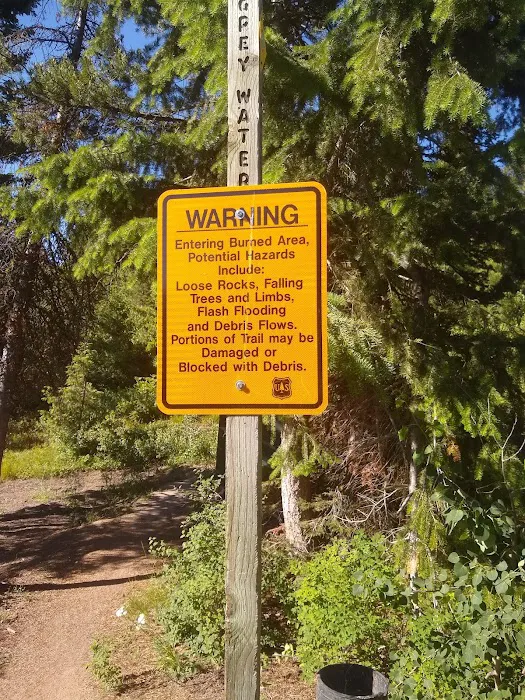 GREY WATER
WARNING
Entering Burned Area,
Potential Hazards
Include:
Loose Rocks, Falling
Trees and Limbs,
Flash Flooding
and Debris Flows.
Portions of Trail may be
Damaged or
Blocked with Debris.
U S